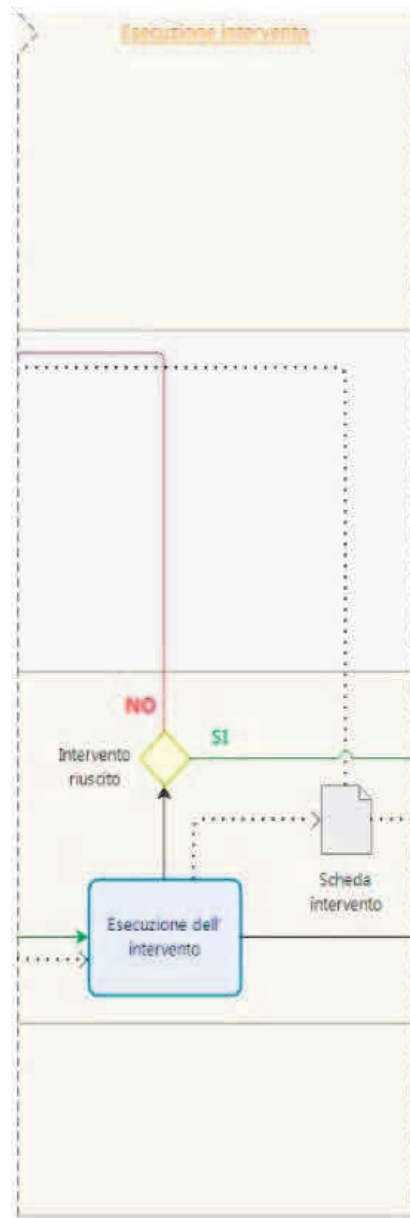 Esecuzione intervento
NO
SI
Intervento
riuscito
Scheda
intervento
Esecuzione dell'
intervento